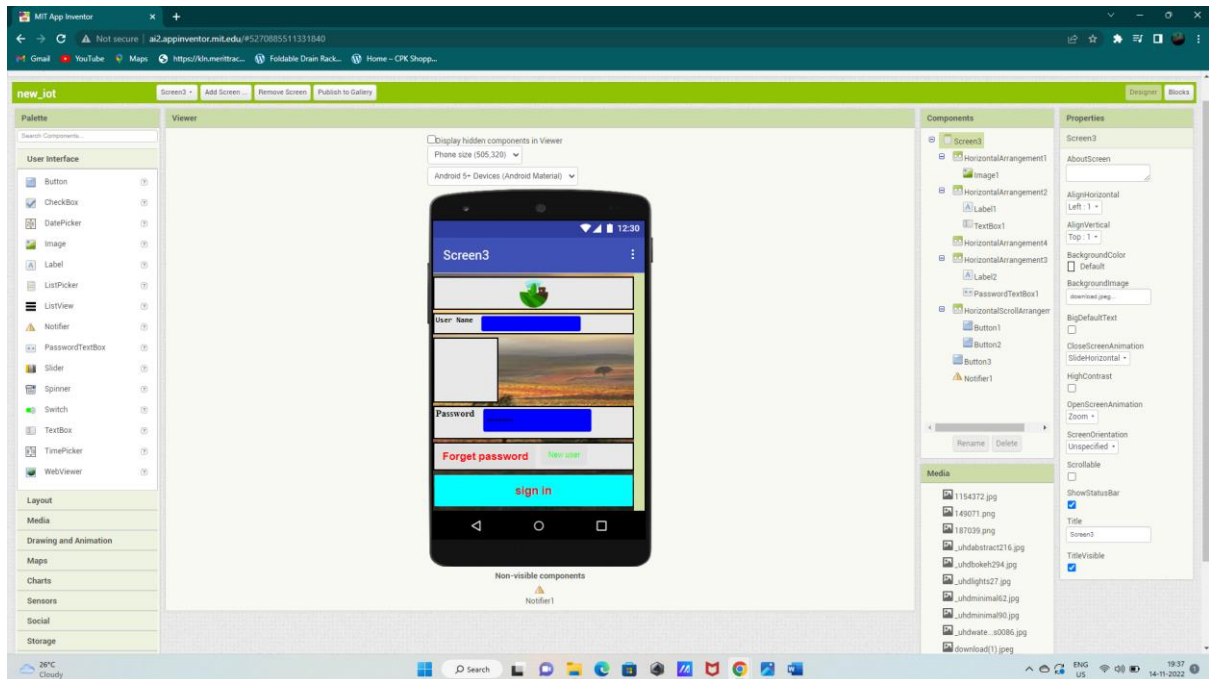 MIT App Inventor
Not secure | ai2.appinventor.mit.edu/#5270885511331840
Gmail YouTube Maps https://kln.merittrac... Foldable Drain Rack... Home – CPK Shopp...
new_iot Screen3 Add Screen ... Remove Screen Publish to Gallery Designer Blocks
Palette
Search Components...
User Interface
Button
CheckBox
DatePicker
Image
Label
ListPicker
ListView
Notifier
PasswordTextBox
Slider
Spinner
Switch
TextBox
TimePicker
WebViewer
Layout
Media
Drawing and Animation
Maps
Charts
Sensors
Social
Storage
Viewer
Display hidden components in Viewer
Phone size (505,320)
Android 5+ Devices (Android Material)
12:30
Screen3
User Name
Password
Forget password New user
sign in
Non-visible components
Notifier1
Components
Screen3
HorizontalArrangement1
Image1
HorizontalArrangement2
Label1
TextBox1
HorizontalArrangement4
HorizontalArrangement3
Label2
PasswordTextBox1
HorizontalScrollArrangem
Button1
Button2
Button3
Notifier1
Rename Delete
Media
1154372.jpg
149071.png
187039.png
_uhdabstract216.jpg
_uhdbokeh294.jpg
_uhdlights27.jpg
_uhdminimal62.jpg
_uhdminimal90.jpg
_uhdwate...s0086.jpg
download(1).jpeg
Properties
Screen3
AboutScreen
AlignHorizontal
Left : 1
AlignVertical
Top : 1
BackgroundColor
Default
BackgroundImage
download.jpeg...
BigDefaultText
CloseScreenAnimation
SlideHorizontal
HighContrast
OpenScreenAnimation
Zoom
ScreenOrientation
Unspecified
Scrollable
ShowStatusBar
Title
Screen3
TitleVisible
26°C
Cloudy
Search
ENG
US
19:37
14-11-2022